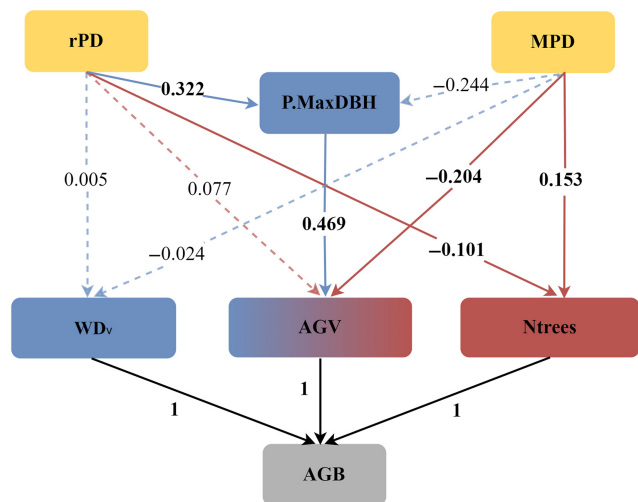 rPD
MPD
0.322
P.MaxDBH
−0.244
0.005
0.077
−0.204
0.153
−0.024
0.469
−0.101
WDv
AGV
Ntrees
1
1
1
AGB